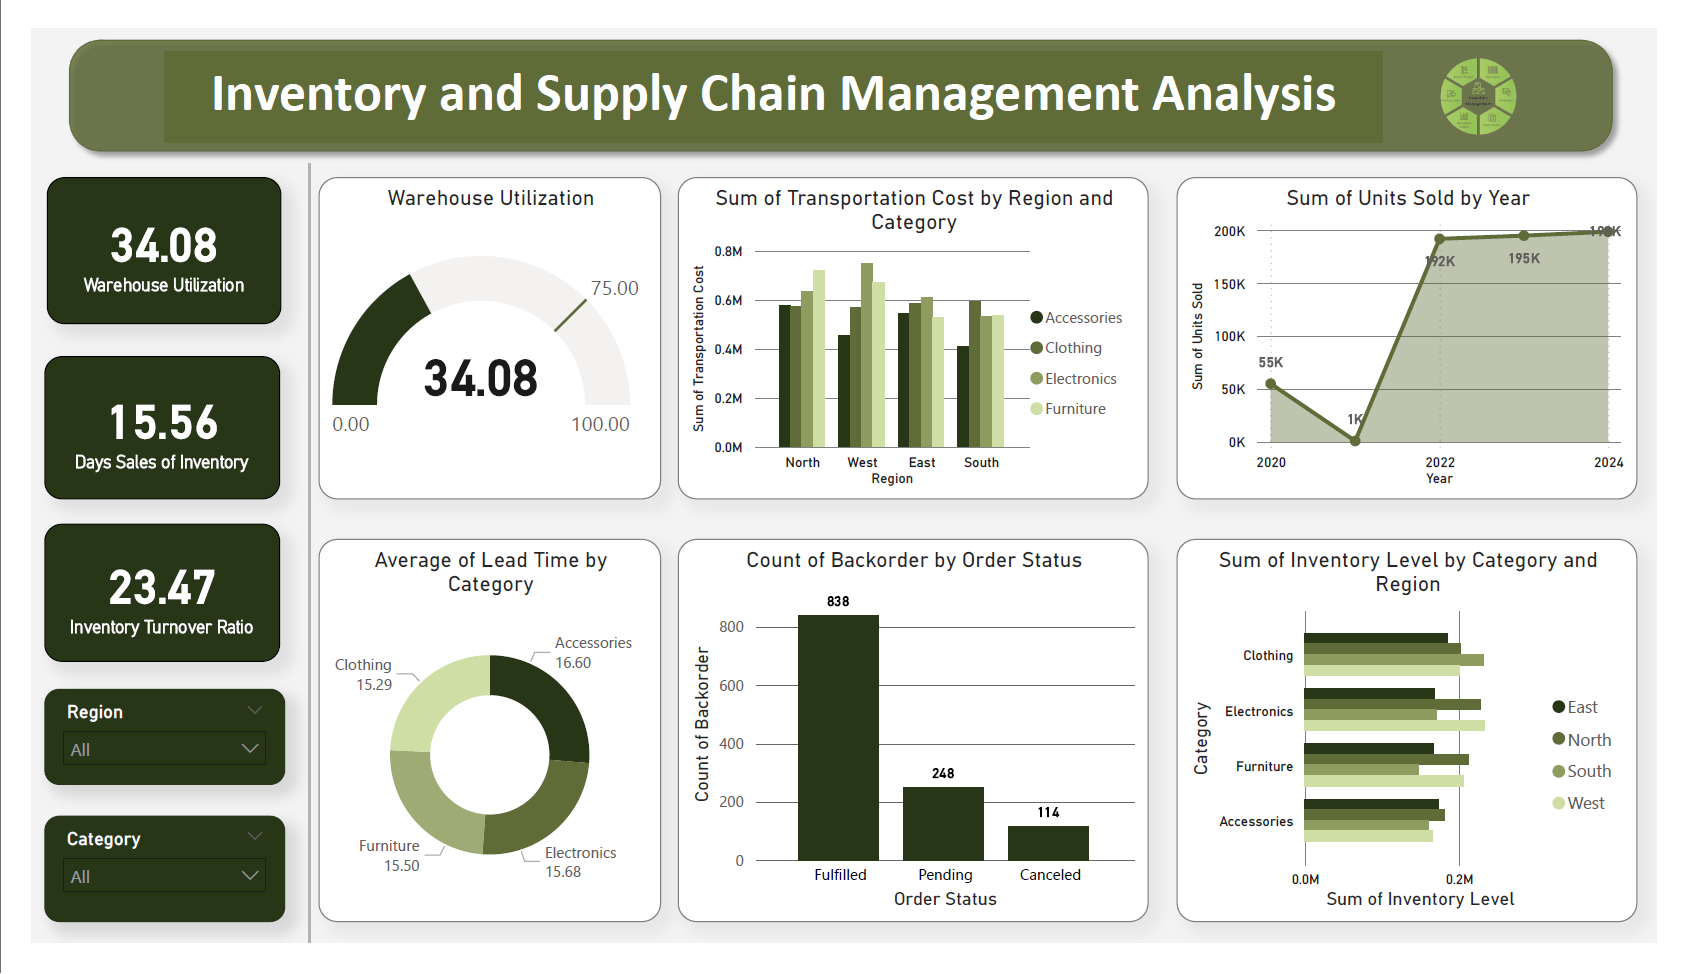 Inventory and Supply Chain Management Analysis
34.08
Warehouse Utilization
15.56
Days Sales of Inventory
23.47
Inventory Turnover Ratio
Region
All
Category
All
Warehouse Utilization
75.00
34.08
0.00
100.00
Sum of Transportation Cost by Region and
Category
Sum of Transportation Cost
0.8M
0.6M
0.4M
0.2M
0.0M
North
West
East
South
Region
Accessories
Clothing
Electronics
Furniture
Sum of Units Sold by Year
Sum of Units Sold
200K
150K
100K
50K
0K
55K
1K
192K
195K
2020
2022
2024
Year
Average of Lead Time by
Category
Accessories
16.60
Clothing
15.29
Furniture
15.50
Electronics
15.68
Count of Backorder by Order Status
Count of Backorder
800
600
400
200
0
838
248
114
Fulfilled
Pending
Canceled
Order Status
Sum of Inventory Level by Category and
Region
Category
Clothing
Electronics
Furniture
Accessories
0.0M
0.2M
Sum of Inventory Level
East
North
South
West